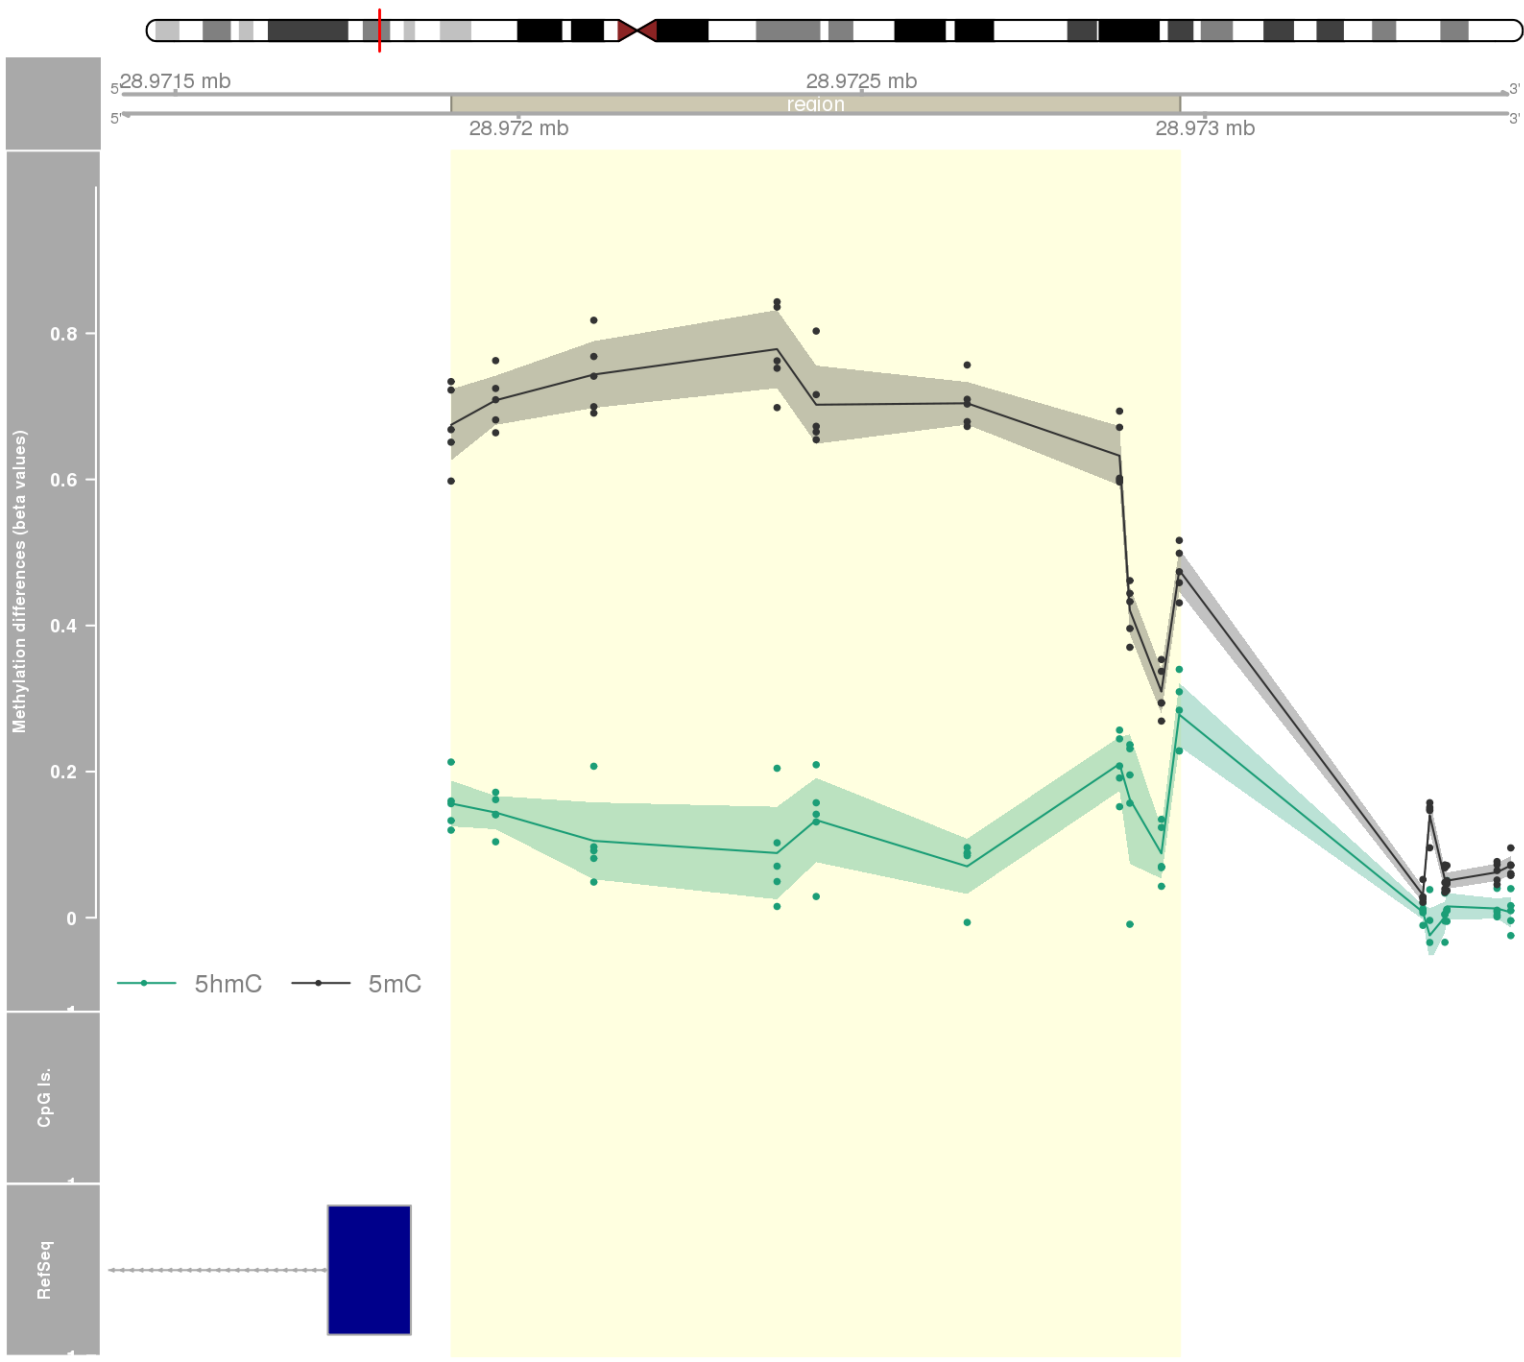 28.9715 mb
28.9725 mb
5'
3'
region
5'
3'
28.972 mb
28.973 mb
Methylation differences (beta values)
0.8
0.6
0.4
0.2
0
5hmC
5mC
CpG Is.
RefSeq